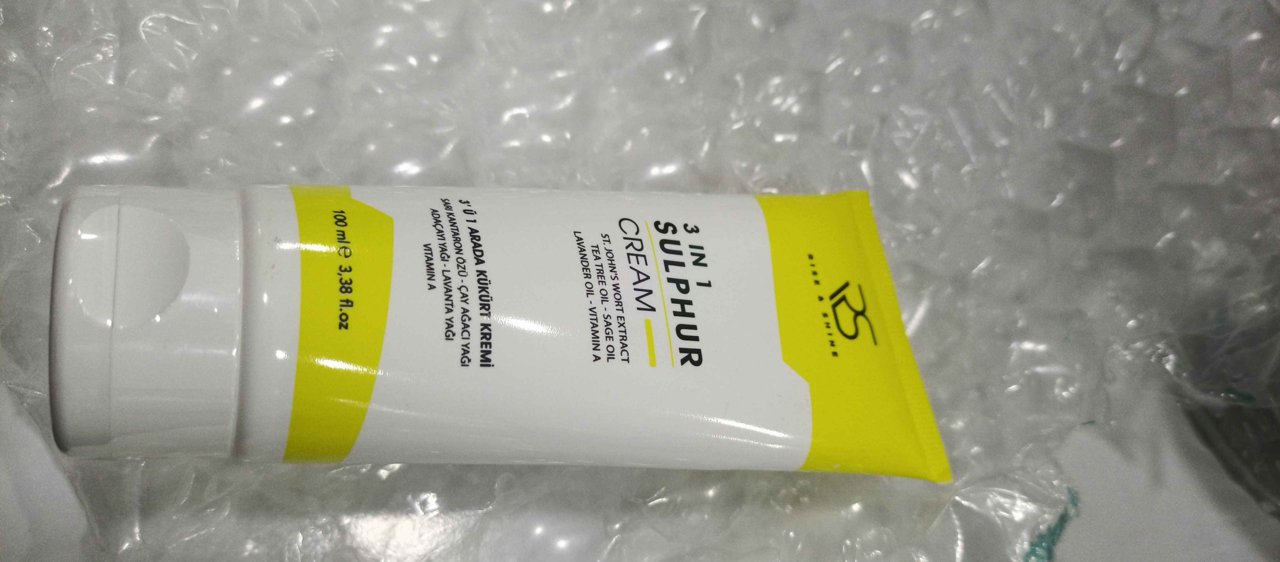 RS
RISE & SHINE
3 IN 1
SULPHUR
CREAM
ST. JOHN'S WORT EXTRACT
TEA TREE OIL - SAGE OIL
LAVANDER OIL - VITAMIN A
3'Ü 1 ARADA KÜKÜRT KREMİ
SARI KANTARON ÖZÜ - ÇAY AĞACI YAĞI
ADAÇAYI YAĞI - LAVANTA YAĞI
VITAMIN A
100 ml ℮ 3,38 fl.oz